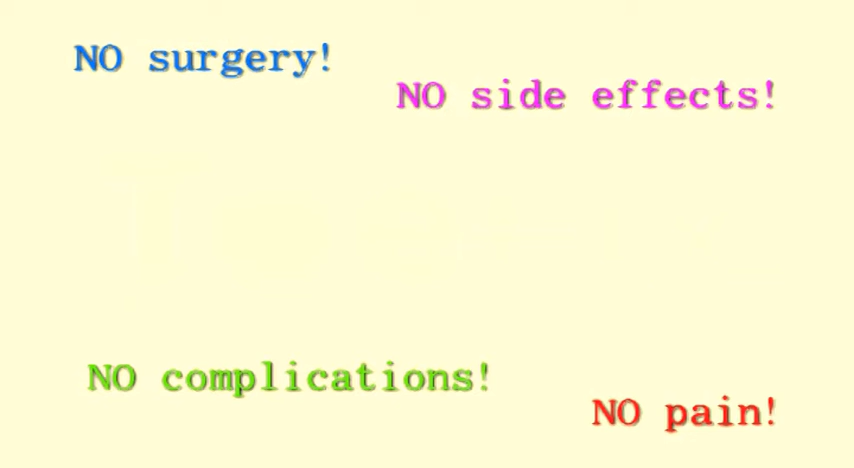 NO surgery!
NO side effects!
NO complications!
NO pain!